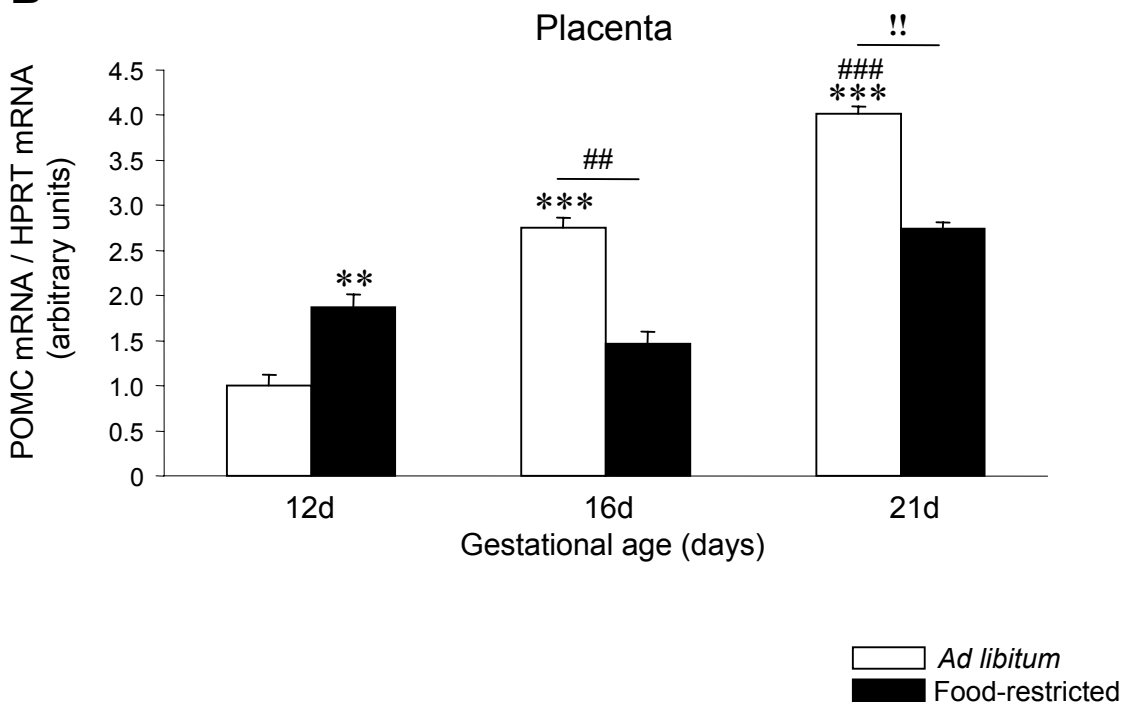 Placenta
!!
POMC mRNA / HPRT mRNA
(arbitrary units)
4.5
4.0
3.5
3.0
2.5
2.0
1.5
1.0
0.5
0
**
##
***
###
***
12d
16d
21d
Gestational age (days)
Ad libitum
Food-restricted